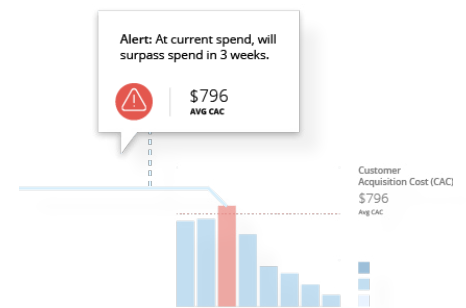 Alert: At current spend, will
surpass spend in 3 weeks.
$796
AVG CAC
Customer
Acquisition Cost (CAC)
$796
Avg CAC